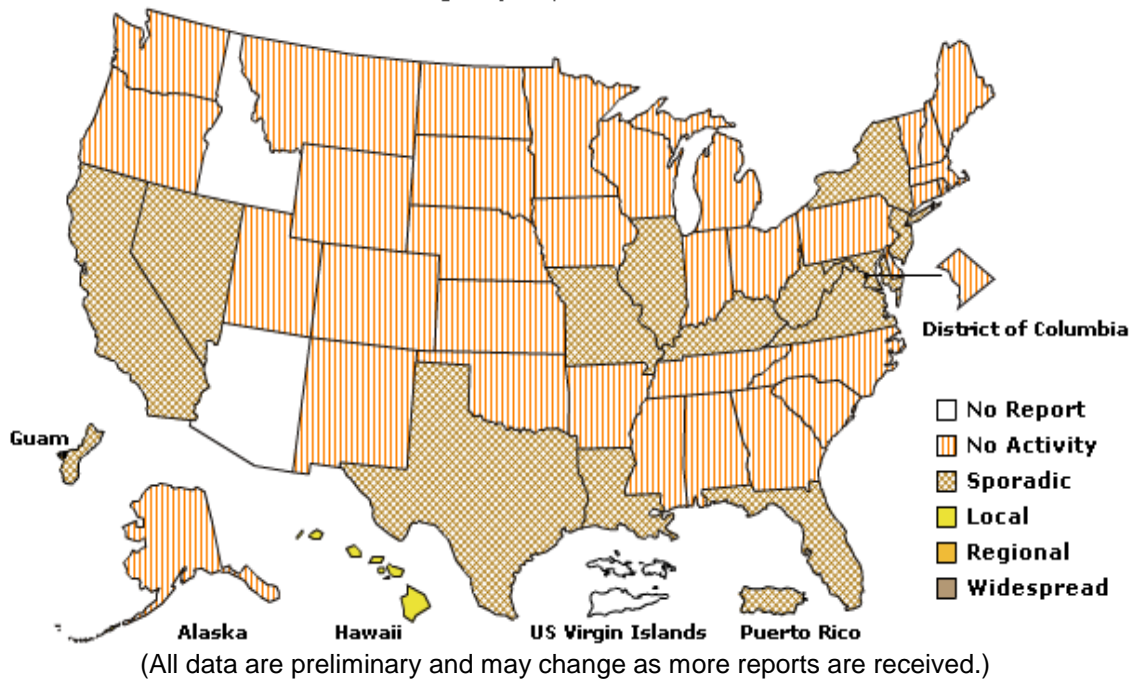 District of Columbia
No Report
Guam
No Activity
Sporadic
Local
Regional
Widespread
Alaska
Hawaii
US Virgin Islands
Puerto Rico
(All data are preliminary and may change as more reports are received.)